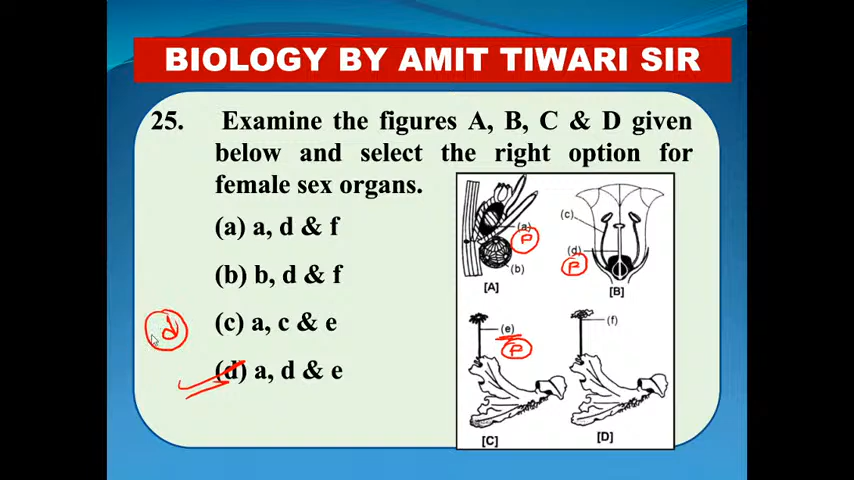 BIOLOGY BY AMIT TIWARI SIR
25. Examine the figures A, B, C & D given
below and select the right option for
female sex organs.
(a) a, d & f
(b) b, d & f
(c) a, c & e
(d) a, d & e
d
(a)
P
(b)
[A]
(c)
(d)
P
[B]
(e)
P
[C]
(f)
[D]